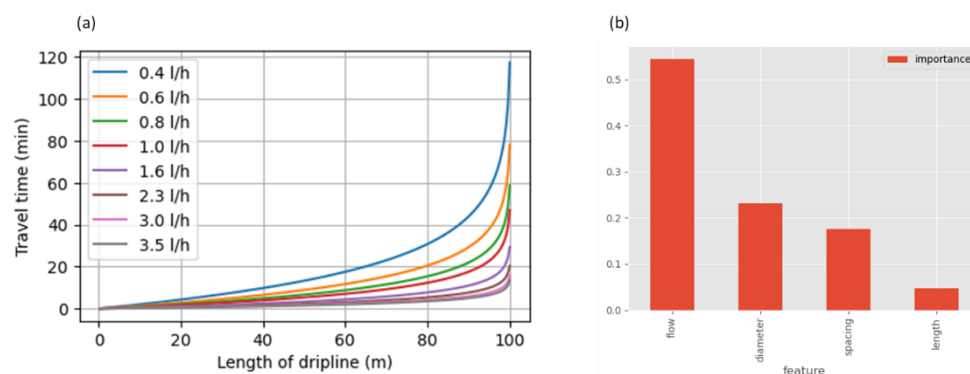 (a)
120
100
80
60
40
20
0
0.4 l/h
0.6 l/h
0.8 l/h
1.0 l/h
1.6 l/h
2.3 l/h
3.0 l/h
3.5 l/h
Travel time (min)
0 20 40 60 80 100
Length of dripline (m)
(b)
importance
0.5
0.4
0.3
0.2
0.1
0.0
flow diameter spacing length
feature